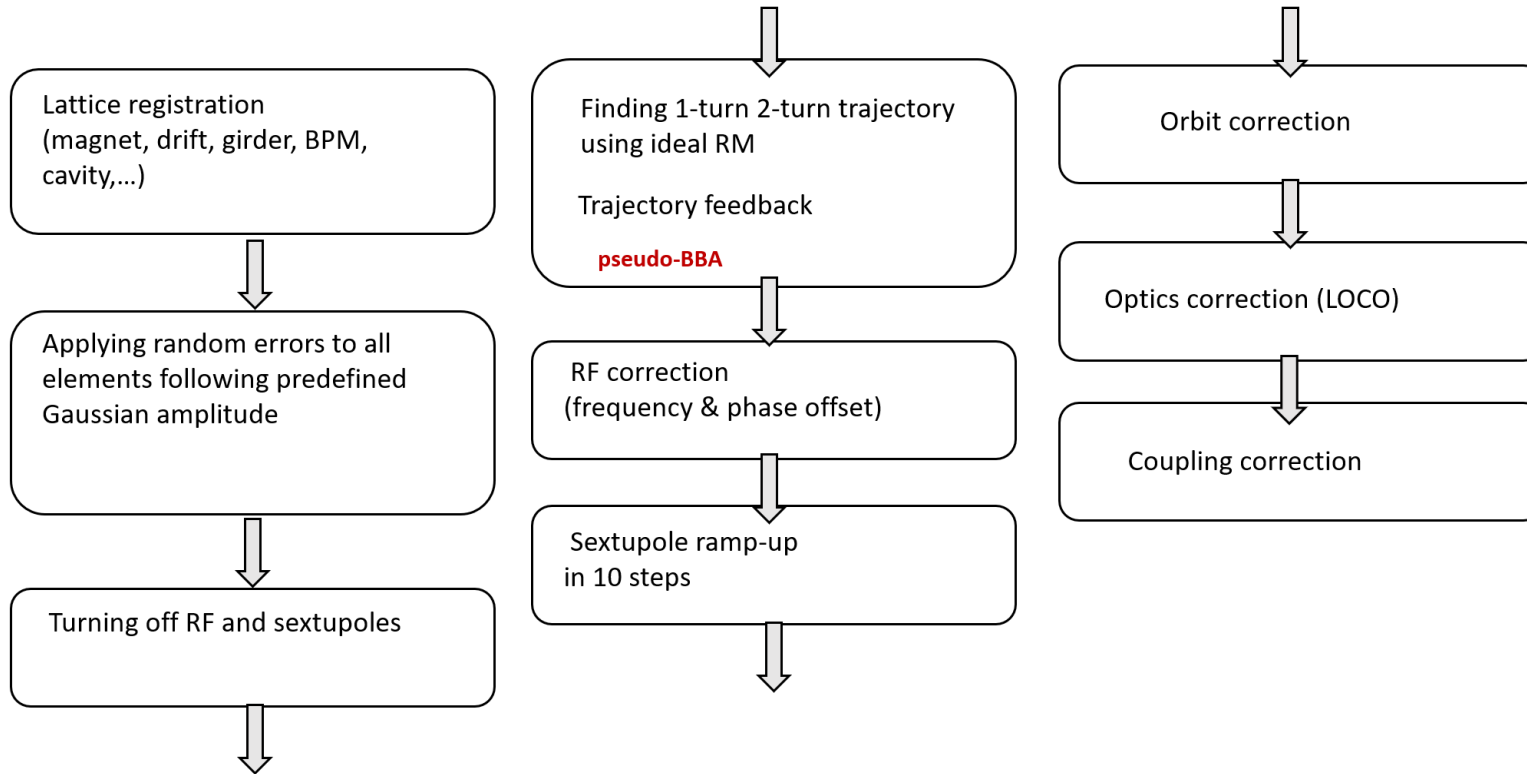 Lattice registration
(magnet, drift, girder, BPM,
cavity,...)
Applying random errors to all
elements following predefined
Gaussian amplitude
Turning off RF and sextupoles
Finding 1-turn 2-turn trajectory
using ideal RM
Trajectory feedback
pseudo-BBA
RF correction
(frequency & phase offset)
Sextupole ramp-up
in 10 steps
Orbit correction
Optics correction (LOCO)
Coupling correction